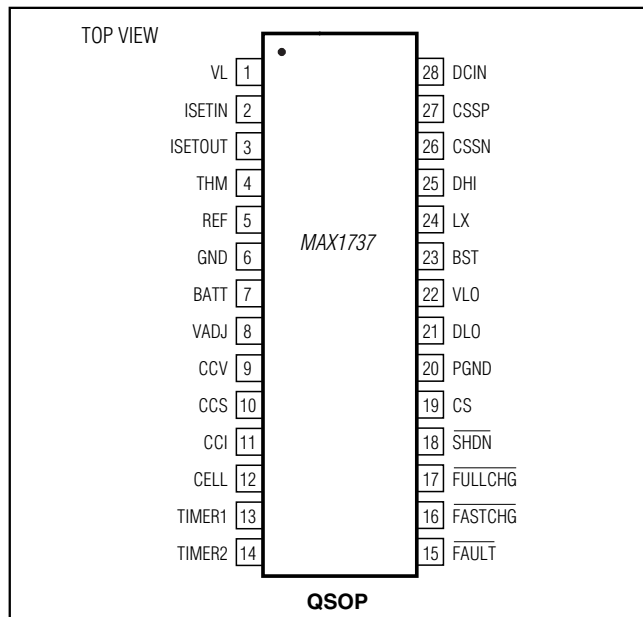 TOP VIEW
VL 1
ISETIN 2
ISETOUT 3
THM 4
REF 5
GND 6
BATT 7
VADJ 8
CCV 9
CCS 10
CCI 11
CELL 12
TIMER1 13
TIMER2 14
MAX1737
28 DCIN
27 CSSP
26 CSSN
25 DHI
24 LX
23 BST
22 VLO
21 DLO
20 PGND
19 CS
18 SHDN
17 FULLCHG
16 FASTCHG
15 FAULT
QSOP